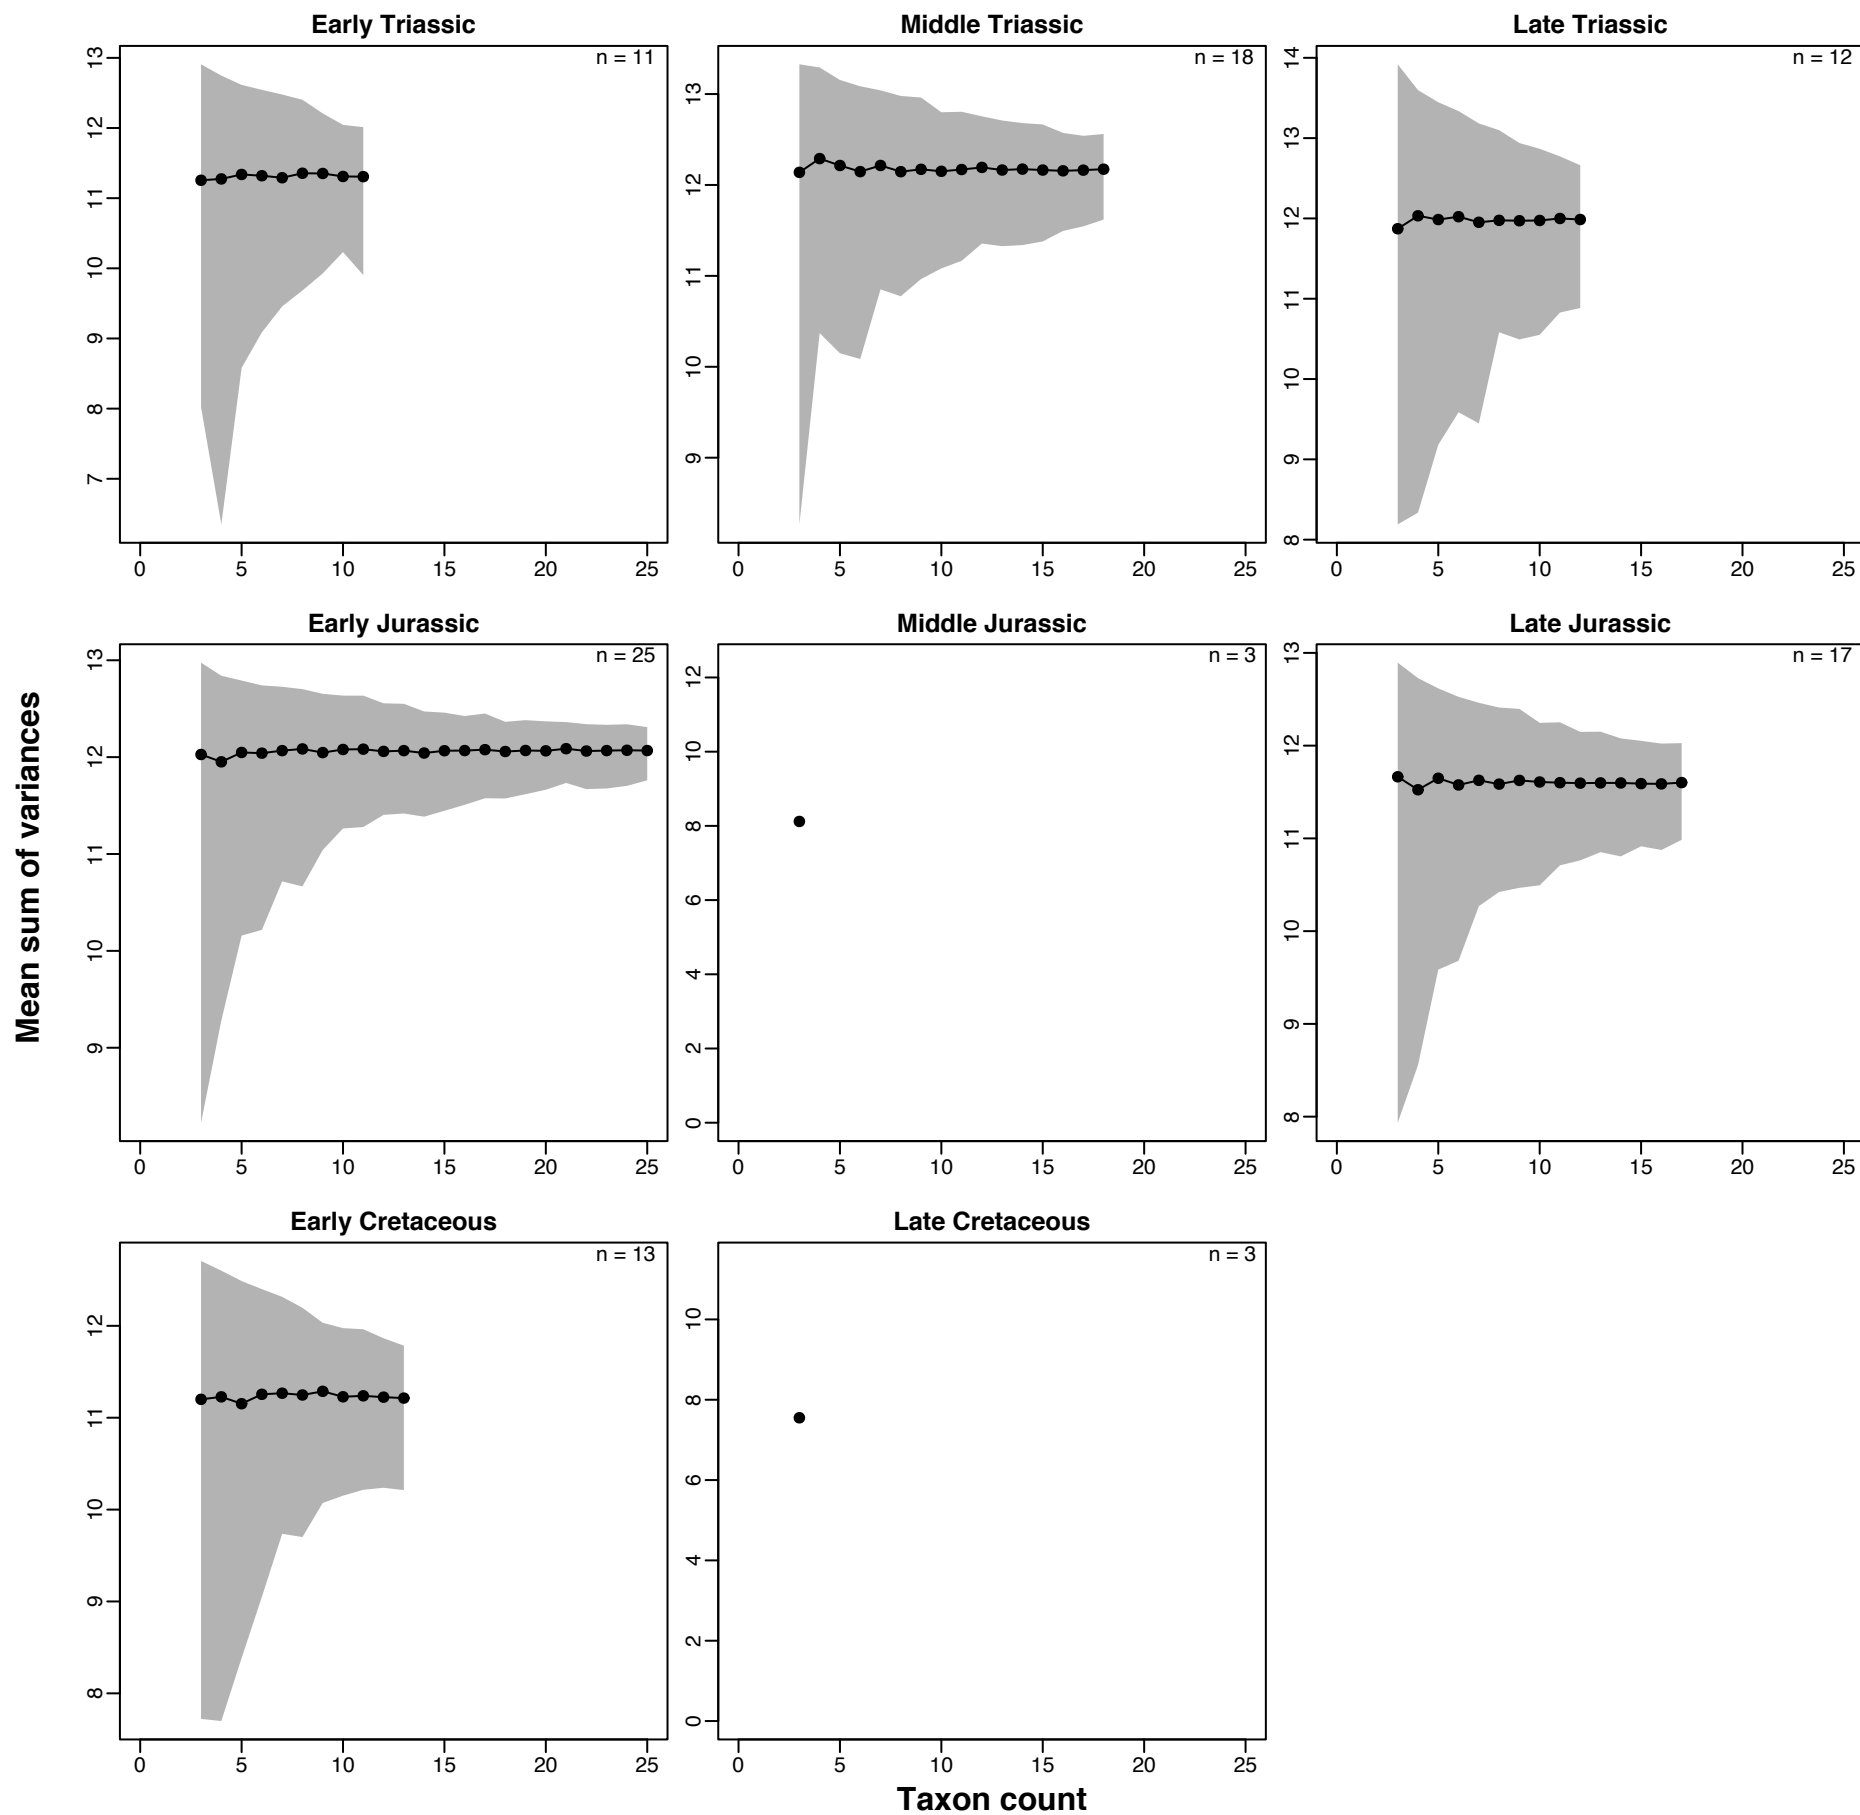 Early Triassic
n = 11
13
12
11
10
9
8
7
0 5 10 15 20 25
Middle Triassic
n = 18
13
12
11
10
9
0 5 10 15 20 25
Late Triassic
n = 12
14
13
12
11
10
9
8
0 5 10 15 20 25
Mean sum of variances
Early Jurassic
n = 25
13
12
11
10
9
0 5 10 15 20 25
Middle Jurassic
n = 3
12
10
8
6
4
2
0
0 5 10 15 20 25
Late Jurassic
n = 17
13
12
11
10
9
8
0 5 10 15 20 25
Early Cretaceous
n = 13
12
11
10
9
8
0 5 10 15 20 25
Late Cretaceous
n = 3
10
8
6
4
2
0
0 5 10 15 20 25
Taxon count